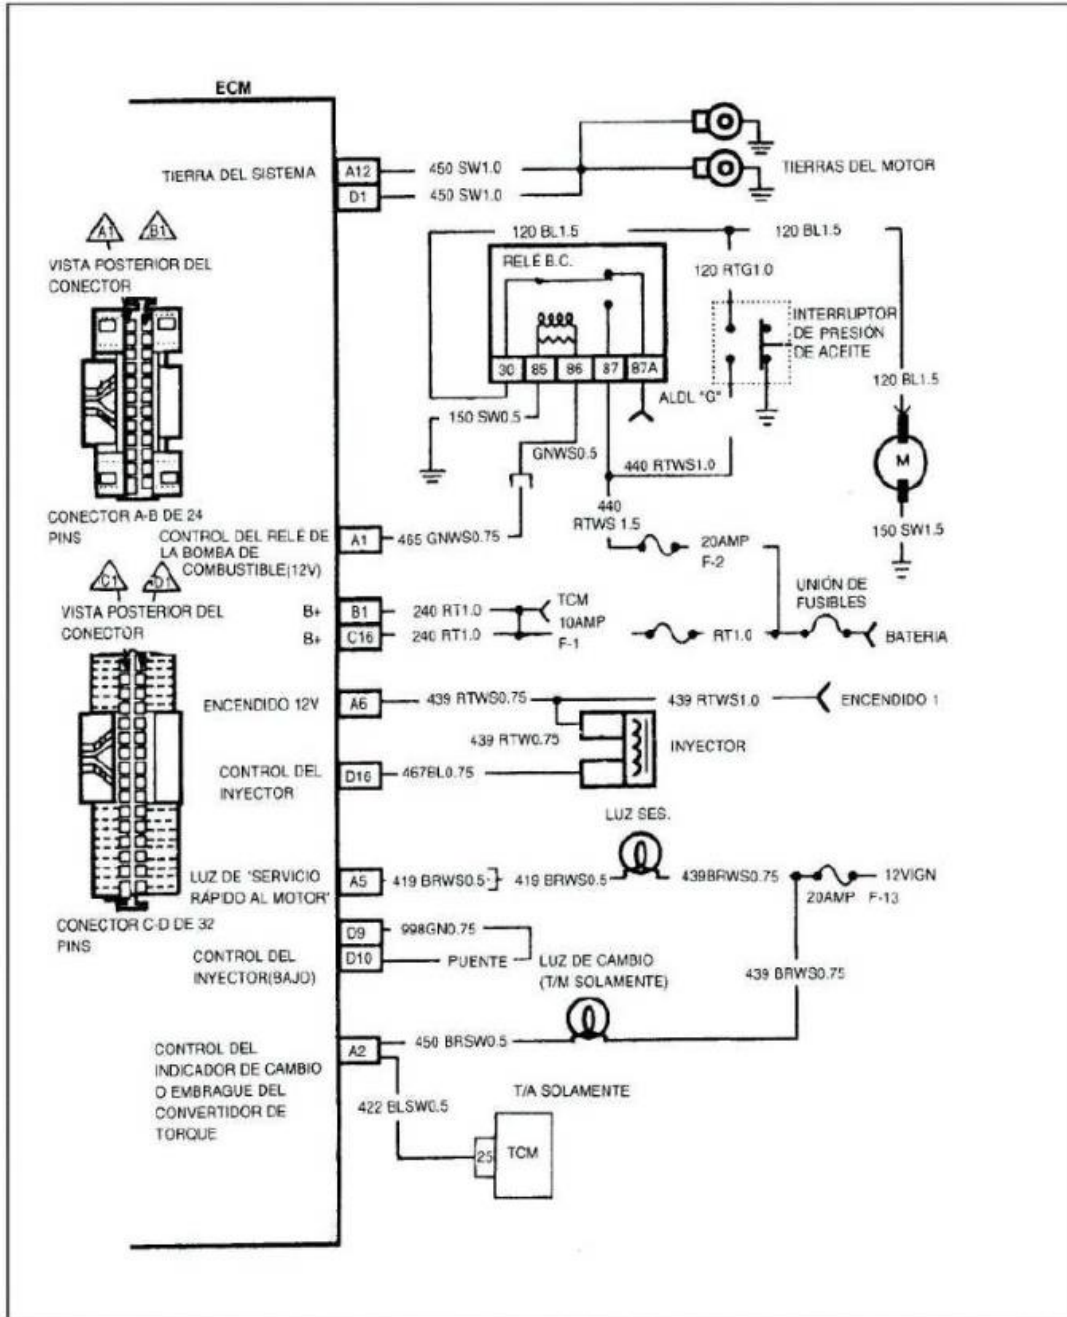 ECM
TIERRA DEL SISTEMA
A12
450 SW1.0
D1
450 SW1.0
TIERRAS DEL MOTOR
A1
B1
VISTA POSTERIOR DEL
CONECTOR
120 BL1.5
120 BL1.5
RELÉ B.C.
120 RTG1.0
INTERRUPTOR
DE PRESIÓN
DE ACEITE
30
85
86
87
87A
ALDL "G"
120 BL1.5
150 SW0.5
GNWS0.5
440 RTWS1.0
M
440
RTWS 1.5
150 SW1.5
CONECTOR A-B DE 24
PINS
CONTROL DEL RELÉ DE
LA BOMBA DE
COMBUSTIBLE(12V)
A1
465 GNWS0.75
20AMP
F-2
C1
D1
VISTA POSTERIOR DEL
CONECTOR
B+
B1
240 RT1.0
TCM
10AMP
F-1
B+
C16
240 RT1.0
RT1.0
UNIÓN DE
FUSIBLES
BATERIA
ENCENDIDO 12V
A6
439 RTWS0.75
439 RTWS1.0
ENCENDIDO 1
439 RTW0.75
INYECTOR
CONTROL DEL
INYECTOR
D16
467BL0.75
LUZ SES.
LUZ DE "SERVICIO
RÁPIDO AL MOTOR"
A5
419 BRWS0.5
419 BRWS0.5
439BRWS0.75
12VIGN
20AMP F-13
CONECTOR C-D DE 32
PINS
D9
998GN0.75
CONTROL DEL
INYECTOR(BAJO)
D10
PUENTE
LUZ DE CAMBIO
(T/M SOLAMENTE)
439 BRWS0.75
CONTROL DEL
INDICADOR DE CAMBIO
O EMBRAGUE DEL
CONVERTIDOR DE
TORQUE
A2
450 BRSW0.5
422 BLSW0.5
T/A SOLAMENTE
25
TCM